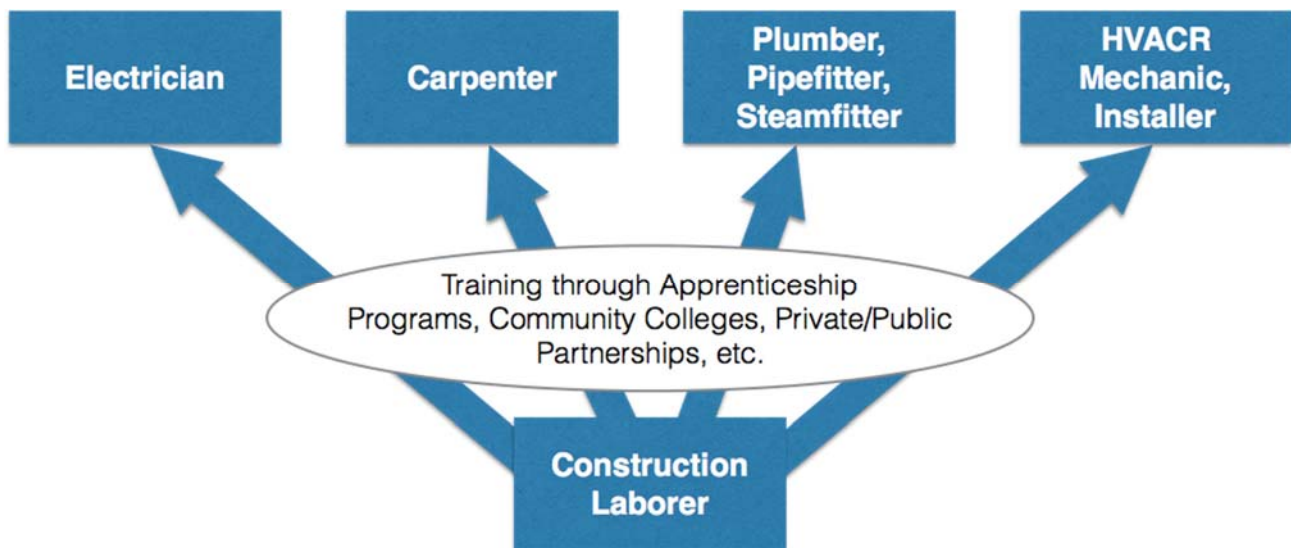 Electrician
Carpenter
Plumber,
Pipefitter,
Steamfitter
HVACR
Mechanic,
Installer
Training through Apprenticeship
Programs, Community Colleges, Private/Public
Partnerships, etc.
Construction
Laborer